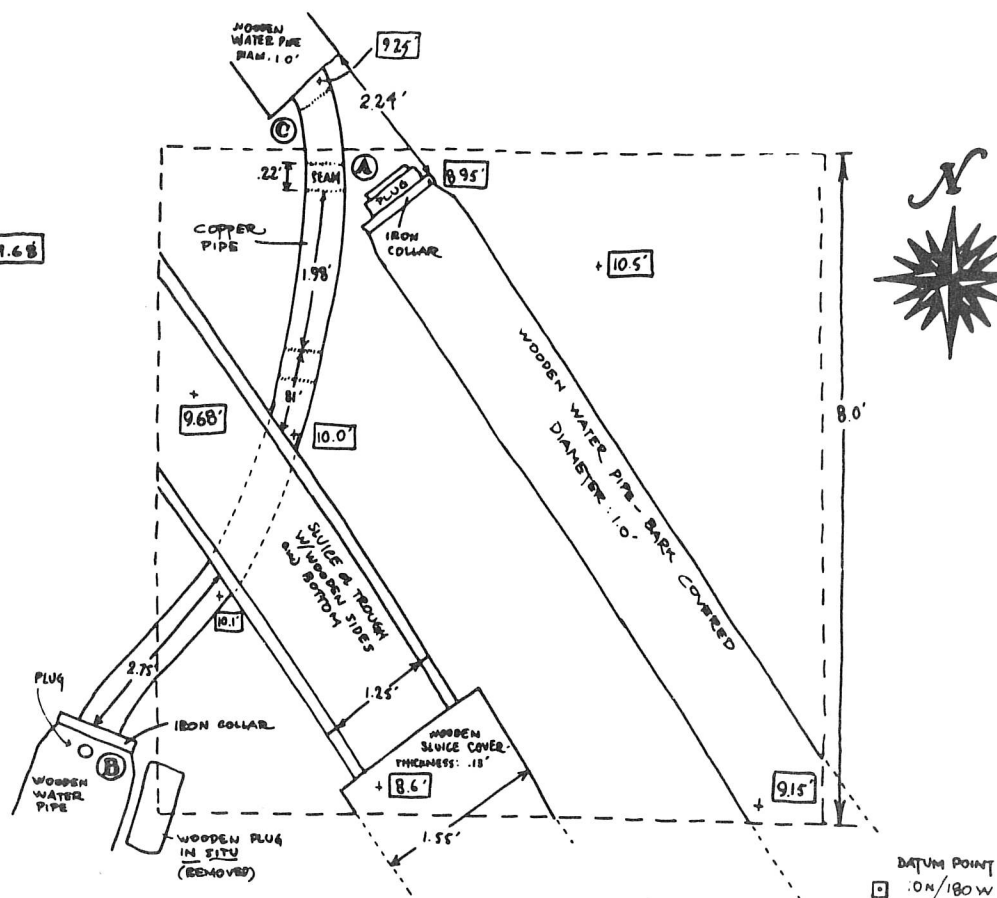 WOODEN
WATER PIPE
DIAM. 1.0'
9.25'
2.24'
C
A
.22'
SEAM
PLUG
8.95'
N
IRON
COLLAR
COPPER
PIPE
9.68
10.5'
1.98'
WOODEN WATER PIPE - BARK COVERED
DIAMETER: 1.0'
8.0'
.81'
9.68'
10.0'
SLUICE or TROUGH
W/WOODEN SIDES
and BOTTOM
10.1'
2.75'
1.25'
PLUG
IRON COLLAR
B
WOODEN
WATER
PIPE
WOODEN
SLUICE COVER-
THICKNESS: .13'
8.6'
9.15'
1.55'
WOODEN PLUG
IN SITU
(REMOVED)
DATUM POINT
:0N/180W